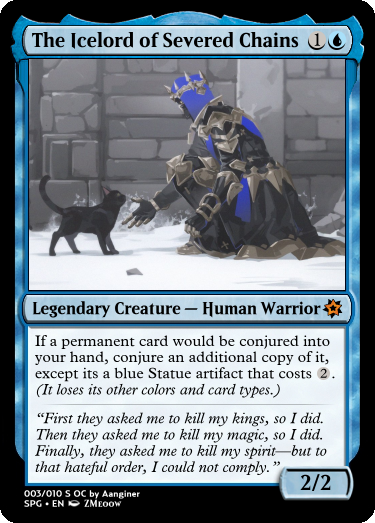 The Icelord of Severed Chains 1
Legendary Creature — Human Warrior
If a permanent card would be conjured into
your hand, conjure an additional copy of it,
except its a blue Statue artifact that costs 2.
(It loses its other colors and card types.)
“First they asked me to kill my kings, so I did.
Then they asked me to kill my magic, so I did.
Finally, they asked me to kill my spirit—but to
that hateful order, I could not comply.”
2/2
003/010 S OC by Aanginer
SPG • EN ZMeoow